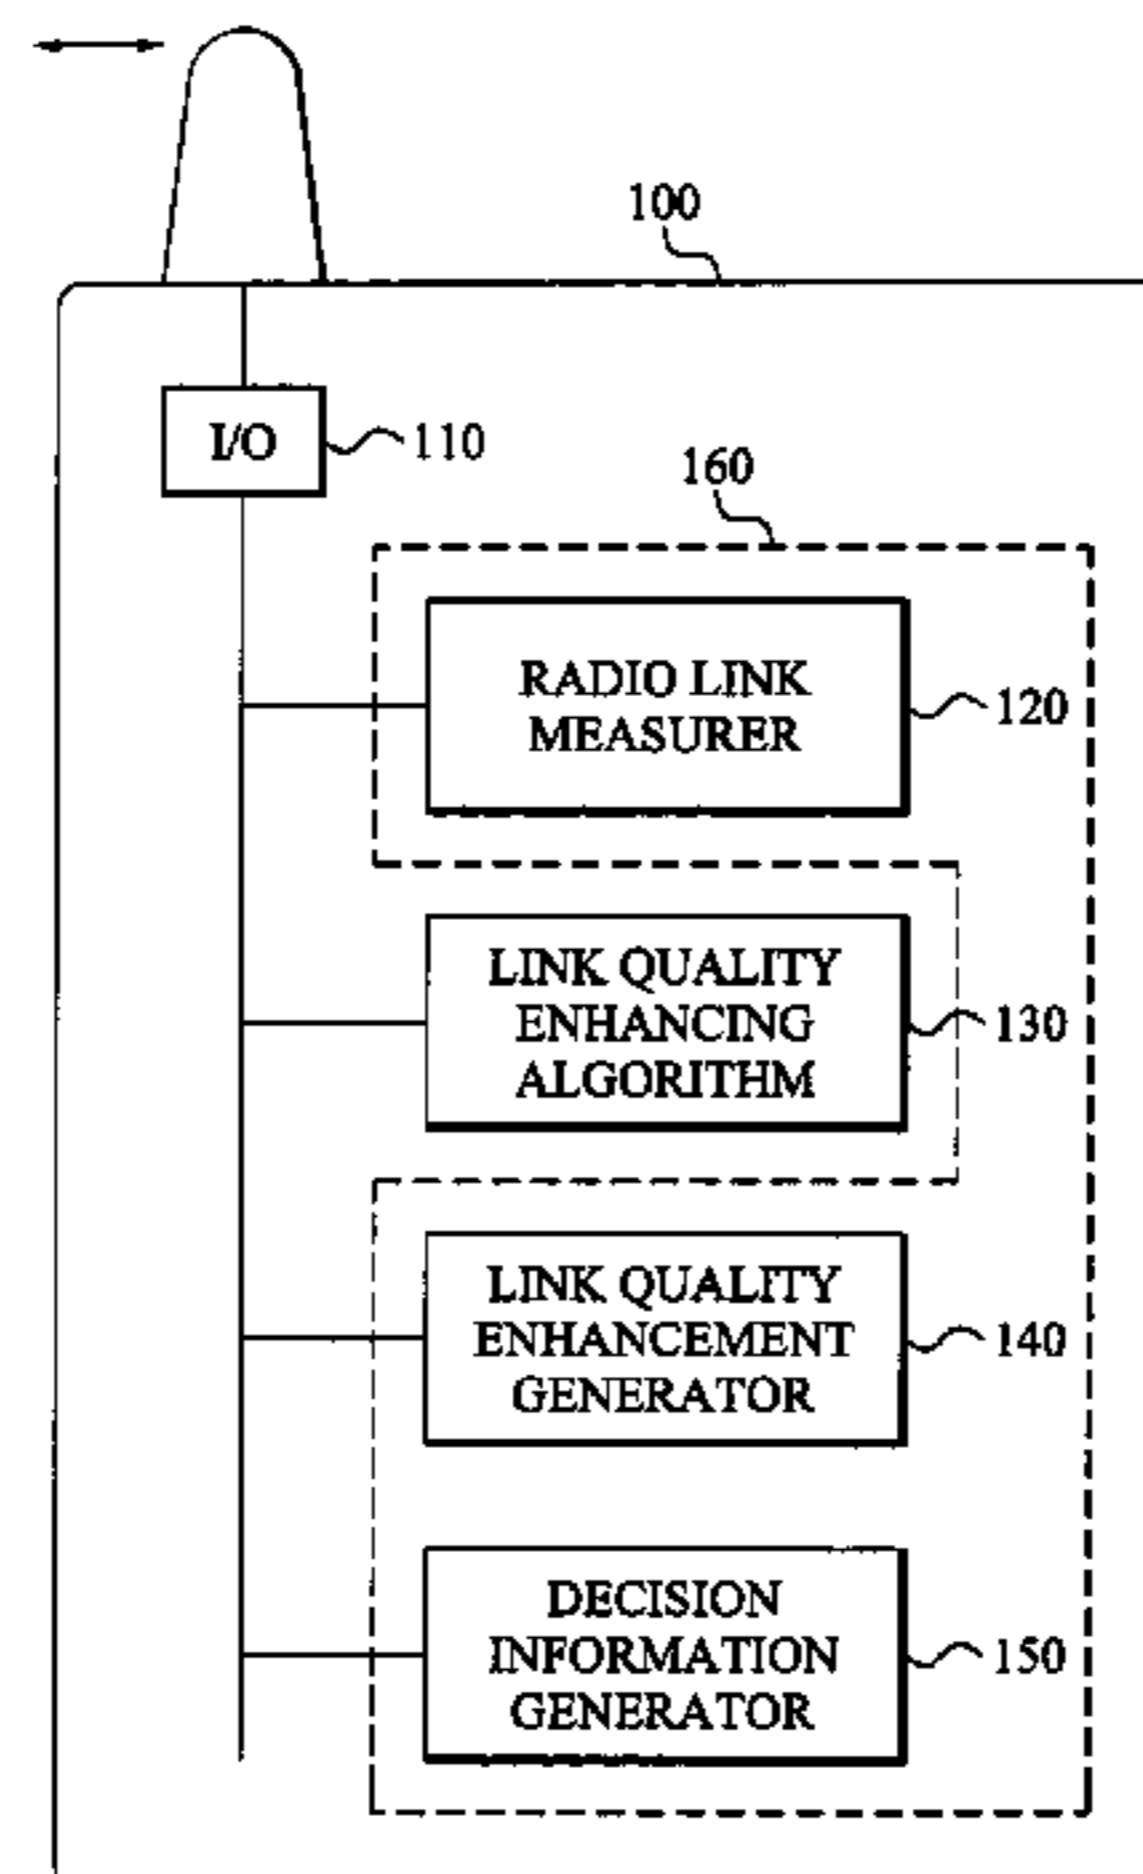 100
I/O
110
160
RADIO LINK
MEASURER
120
LINK QUALITY
ENHANCING
ALGORITHM
130
LINK QUALITY
ENHANCEMENT
GENERATOR
140
DECISION
INFORMATION
GENERATOR
150